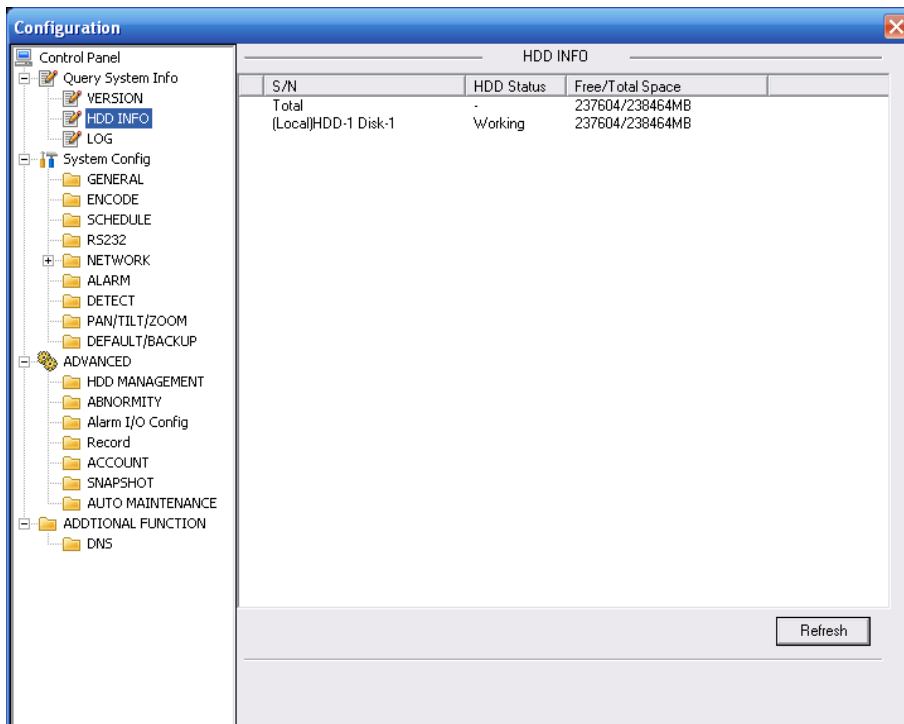 Configuration
Control Panel
Query System Info
VERSION
HDD INFO
LOG
System Config
GENERAL
ENCODE
SCHEDULE
RS232
NETWORK
ALARM
DETECT
PAN/TILT/ZOOM
DEFAULT/BACKUP
ADVANCED
HDD MANAGEMENT
ABNORMITY
Alarm I/O Config
Record
ACCOUNT
SNAPSHOT
AUTO MAINTENANCE
ADDTIONAL FUNCTION
DNS
HDD INFO
S/N HDD Status Free/Total Space
Total - 237604/238464MB
(Local)HDD-1 Disk-1 Working 237604/238464MB
Refresh